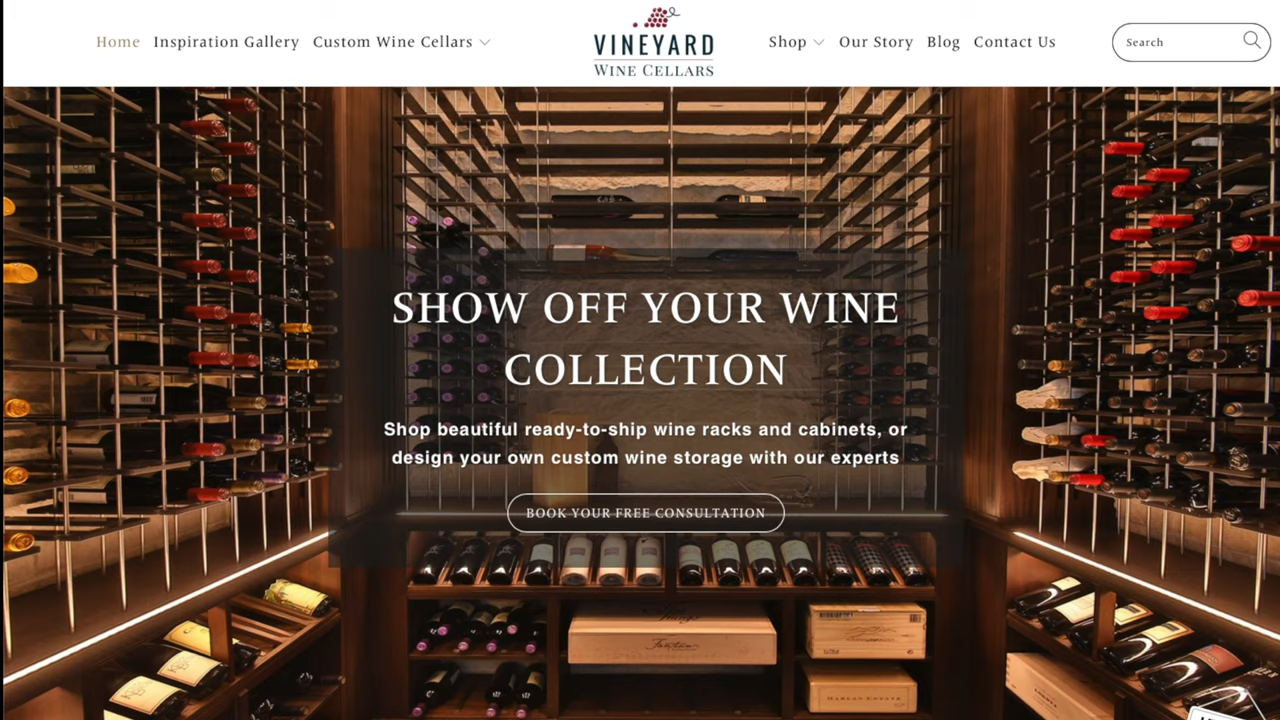 Home Inspiration Gallery Custom Wine Cellars
VINEYARD
WINE CELLARS
Shop Our Story Blog Contact Us
Search
SHOW OFF YOUR WINE
COLLECTION
Shop beautiful ready-to-ship wine racks and cabinets, or
design your own custom wine storage with our experts
BOOK YOUR FREE CONSULTATION
HARLAN ESTATE